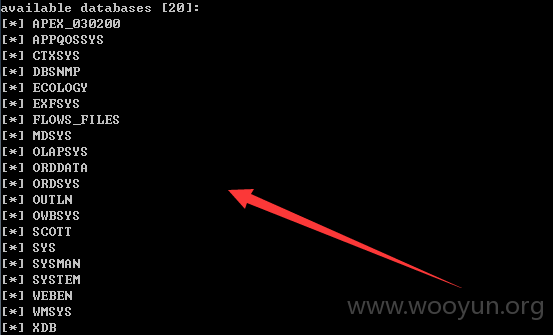 available databases [20]:
[*] APEX_030200
[*] APPQOSSYS
[*] CTXSYS
[*] DBSNMP
[*] ECOLOGY
[*] EXFSYS
[*] FLOWS_FILES
[*] MDSYS
[*] OLAPSYS
[*] ORDDATA
[*] ORDSYS
[*] OUTLN
[*] OWBSYS
[*] SCOTT
[*] SYS
[*] SYSMAN
[*] SYSTEM
[*] WEBEN
[*] WMSYS
[*] XDB
www.wooyun.org